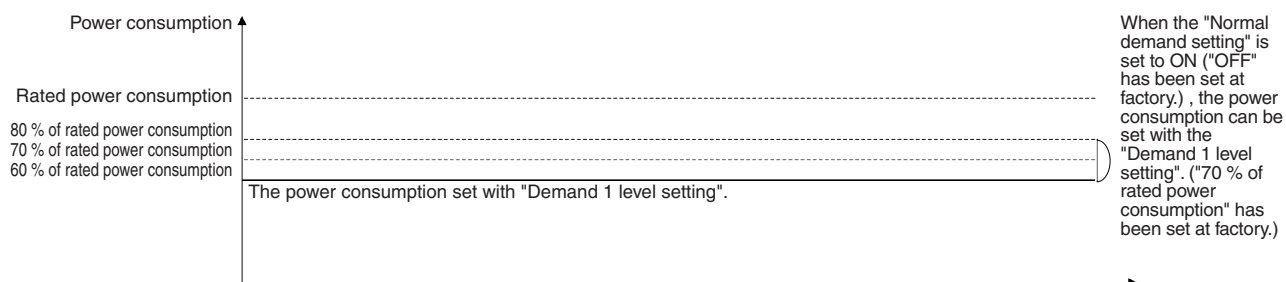 Power consumption
Rated power consumption
80 % of rated power consumption
70 % of rated power consumption
60 % of rated power consumption
The power consumption set with "Demand 1 level setting".
When the "Normal
demand setting" is
set to ON ("OFF"
has been set at
factory.) , the power
consumption can be
set with the
"Demand 1 level
setting". ("70 % of
rated power
consumption" has
been set at factory.)